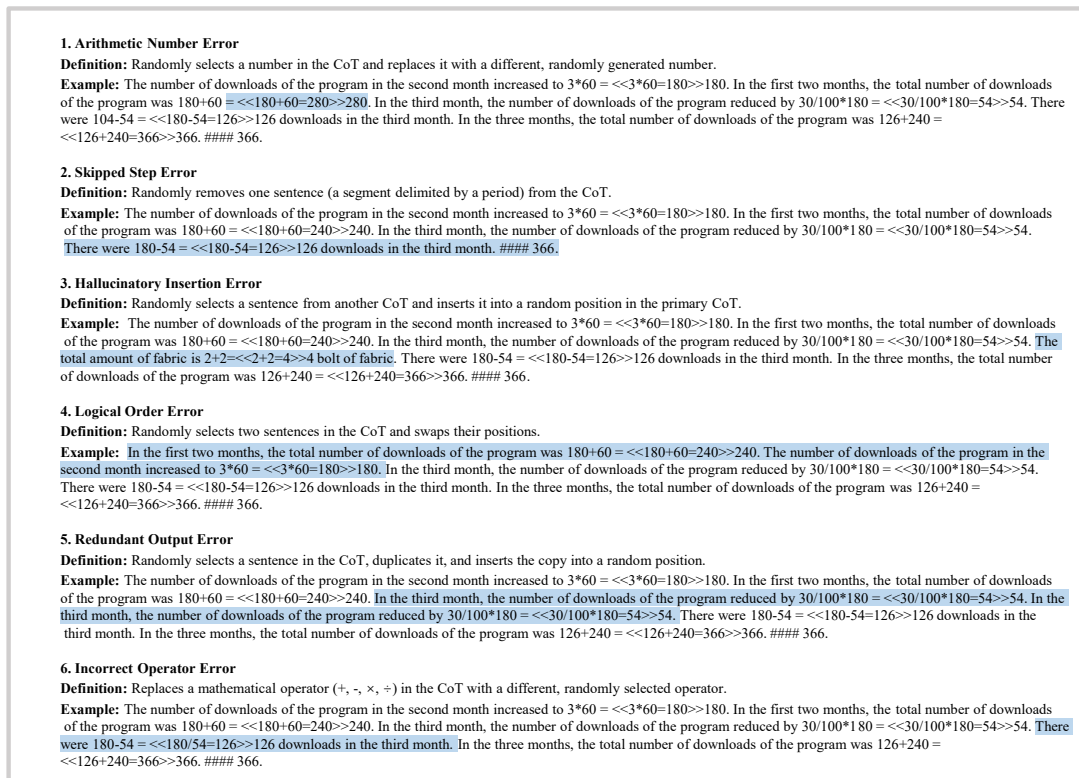 1. Arithmetic Number Error
Definition: Randomly selects a number in the CoT and replaces it with a different, randomly generated number.
Example: The number of downloads of the program in the second month increased to 3*60 = <<3*60=180>>180. In the first two months, the total number of downloads
of the program was 180+60 = <<180+60=280>>280. In the third month, the number of downloads of the program reduced by 30/100*180 = <<30/100*180=54>>54. There
were 104-54 = <<180-54=126>>126 downloads in the third month. In the three months, the total number of downloads of the program was 126+240 =
<<126+240=366>>366. #### 366.
2. Skipped Step Error
Definition: Randomly removes one sentence (a segment delimited by a period) from the CoT.
Example: The number of downloads of the program in the second month increased to 3*60 = <<3*60=180>>180. In the first two months, the total number of downloads
of the program was 180+60 = <<180+60=240>>240. In the third month, the number of downloads of the program reduced by 30/100*180 = <<30/100*180=54>>54.
There were 180-54 = <<180-54=126>>126 downloads in the third month. #### 366.
3. Hallucinatory Insertion Error
Definition: Randomly selects a sentence from another CoT and inserts it into a random position in the primary CoT.
Example: The number of downloads of the program in the second month increased to 3*60 = <<3*60=180>>180. In the first two months, the total number of downloads
of the program was 180+60 = <<180+60=240>>240. In the third month, the number of downloads of the program reduced by 30/100*180 = <<30/100*180=54>>54. The
total amount of fabric is 2+2=<<2+2=4>>4 bolt of fabric. There were 180-54 = <<180-54=126>>126 downloads in the third month. In the three months, the total number
of downloads of the program was 126+240 = <<126+240=366>>366. #### 366.
4. Logical Order Error
Definition: Randomly selects two sentences in the CoT and swaps their positions.
Example: In the first two months, the total number of downloads of the program was 180+60 = <<180+60=240>>240. The number of downloads of the program in the
second month increased to 3*60 = <<3*60=180>>180. In the third month, the number of downloads of the program reduced by 30/100*180 = <<30/100*180=54>>54.
There were 180-54 = <<180-54=126>>126 downloads in the third month. In the three months, the total number of downloads of the program was 126+240 =
<<126+240=366>>366. #### 366.
5. Redundant Output Error
Definition: Randomly selects a sentence in the CoT, duplicates it, and inserts the copy into a random position.
Example: The number of downloads of the program in the second month increased to 3*60 = <<3*60=180>>180. In the first two months, the total number of downloads
of the program was 180+60 = <<180+60=240>>240. In the third month, the number of downloads of the program reduced by 30/100*180 = <<30/100*180=54>>54. In the
third month, the number of downloads of the program reduced by 30/100*180 = <<30/100*180=54>>54. There were 180-54 = <<180-54=126>>126 downloads in the
third month. In the three months, the total number of downloads of the program was 126+240 = <<126+240=366>>366. #### 366.
6. Incorrect Operator Error
Definition: Replaces a mathematical operator (+, -, ×, ÷) in the CoT with a different, randomly selected operator.
Example: The number of downloads of the program in the second month increased to 3*60 = <<3*60=180>>180. In the first two months, the total number of downloads
of the program was 180+60 = <<180+60=240>>240. In the third month, the number of downloads of the program reduced by 30/100*180 = <<30/100*180=54>>54. There
were 180-54 = <<180/54=126>>126 downloads in the third month. In the three months, the total number of downloads of the program was 126+240 =
<<126+240=366>>366. #### 366.